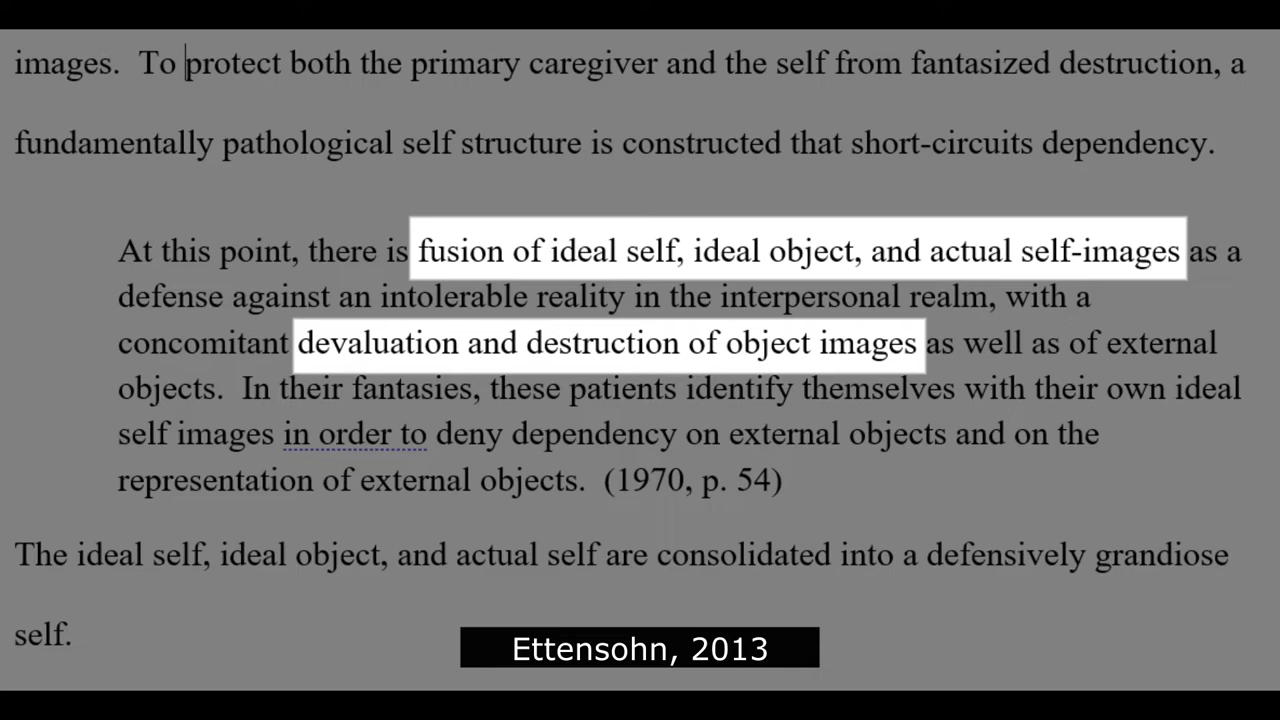 images.  To protect both the primary caregiver and the self from fantasized destruction, a
fundamentally pathological self structure is constructed that short-circuits dependency.
At this point, there is fusion of ideal self, ideal object, and actual self-images as a
defense against an intolerable reality in the interpersonal realm, with a
concomitant devaluation and destruction of object images as well as of external
objects.  In their fantasies, these patients identify themselves with their own ideal
self images in order to deny dependency on external objects and on the
representation of external objects.  (1970, p. 54)
The ideal self, ideal object, and actual self are consolidated into a defensively grandiose
self.
Ettensohn, 2013